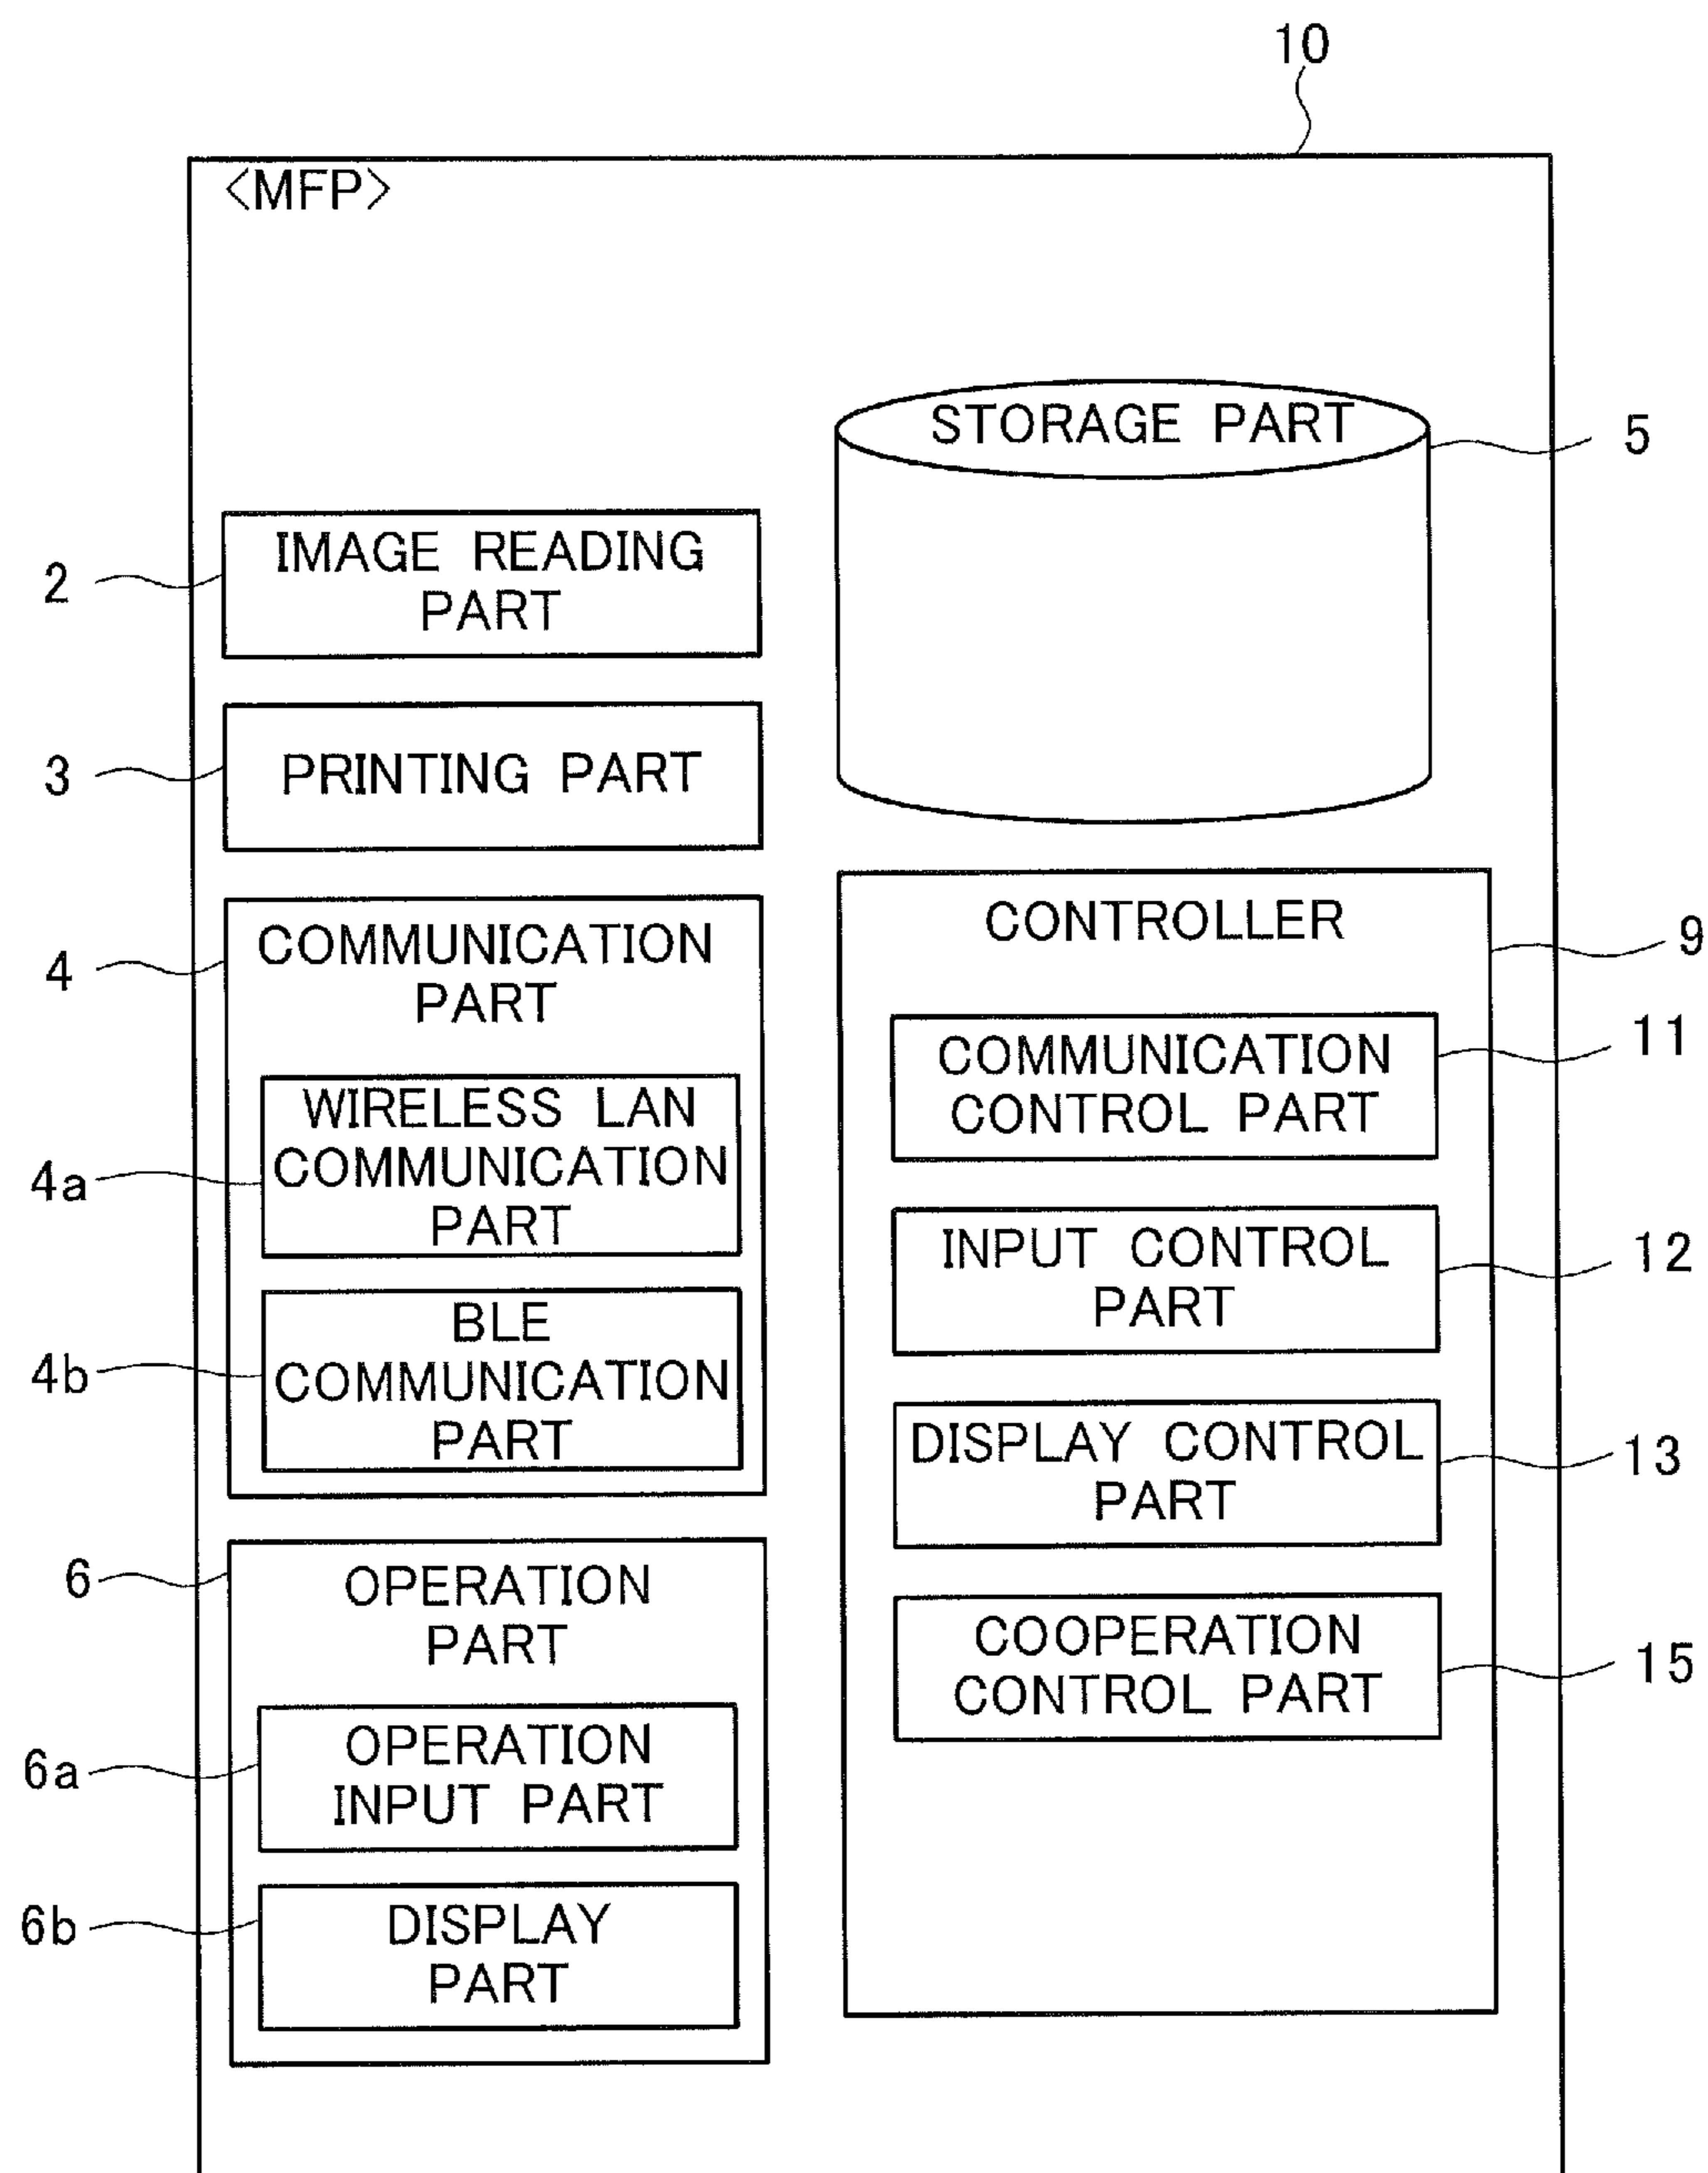 10
<MFP>
STORAGE PART
5
2
IMAGE READING
PART
3
PRINTING PART
4
COMMUNICATION
PART
4a
WIRELESS LAN
COMMUNICATION
PART
4b
BLE
COMMUNICATION
PART
6
OPERATION
PART
6a
OPERATION
INPUT PART
6b
DISPLAY
PART
CONTROLLER
9
COMMUNICATION
CONTROL PART
11
INPUT CONTROL
PART
12
DISPLAY CONTROL
PART
13
COOPERATION
CONTROL PART
15